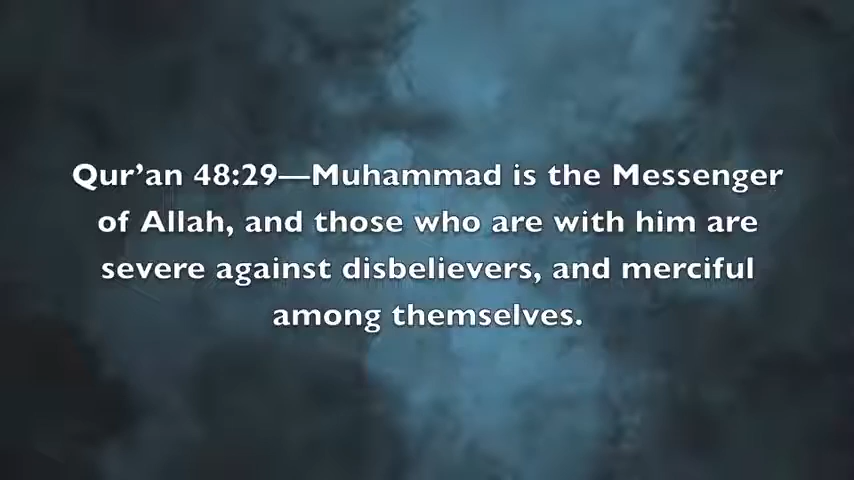 Qur’an 48:29—Muhammad is the Messenger
of Allah, and those who are with him are
severe against disbelievers, and merciful
among themselves.